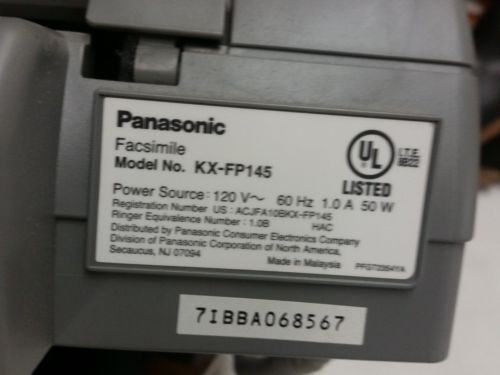 Panasonic
Facsimile
Model No. KX-FP145
UL
LISTED
I.T.E.
Power Source: 120 V~ 60 Hz 1.0 A 50 W
Registration Number US : ACJFA10BKX-FP145
Ringer Equivalence Number : 1.0B HAC
Distributed by Panasonic Consumer Electronics Company
Division of Panasonic Corporation of North America,
Secaucus, NJ 07094
Made in Malaysia
7IBBA068567